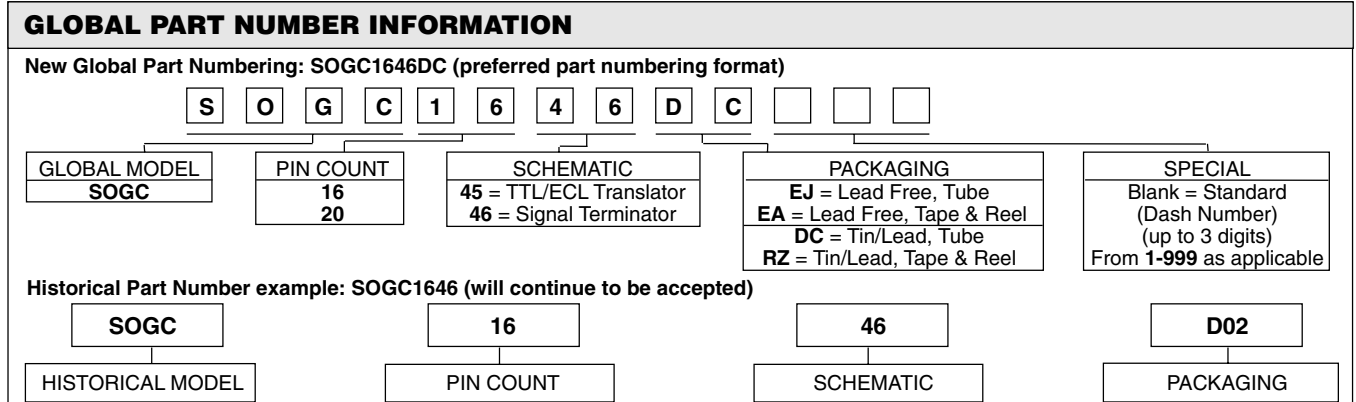 GLOBAL PART NUMBER INFORMATION
New Global Part Numbering: SOGC1646DC (preferred part numbering format)
S O G C 1 6 4 6 D C
GLOBAL MODEL
SOGC
PIN COUNT
16
20
SCHEMATIC
45 = TTL/ECL Translator
46 = Signal Terminator
PACKAGING
EJ = Lead Free, Tube
EA = Lead Free, Tape & Reel
DC = Tin/Lead, Tube
RZ = Tin/Lead, Tape & Reel
SPECIAL
Blank = Standard
(Dash Number)
(up to 3 digits)
From 1-999 as applicable
Historical Part Number example: SOGC1646 (will continue to be accepted)
SOGC 16 46 D02
HISTORICAL MODEL PIN COUNT SCHEMATIC PACKAGING